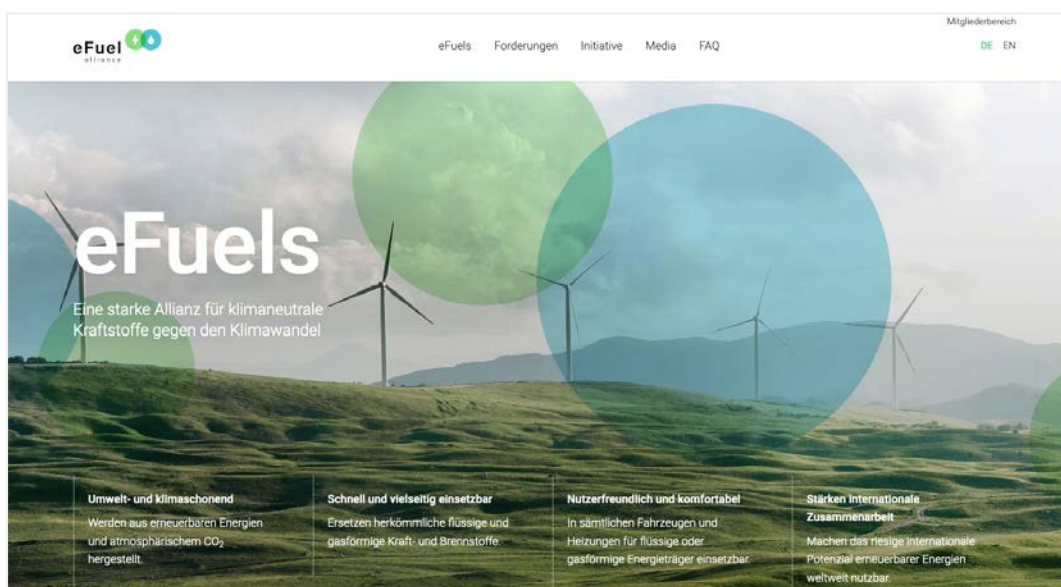 Mitgliederbereich
eFuel
alliance
eFuels Forderungen Initiative Media FAQ
DE EN
eFuels
Eine starke Allianz für klimaneutrale
Kraftstoffe gegen den Klimawandel
Umwelt- und klimaschonend
Werden aus erneuerbaren Energien
und atmosphärischem CO₂
hergestellt.
Schnell und vielseitig einsetzbar
Ersetzen herkömmliche flüssige und
gasförmige Kraft- und Brennstoffe.
Nutzerfreundlich und komfortabel
In sämtlichen Fahrzeugen und
Heizungen für flüssige oder
gasförmige Energieträger einsetzbar.
Stärken internationale
Zusammenarbeit
Machen das riesige internationale
Potenzial erneuerbarer Energien
weltweit nutzbar.